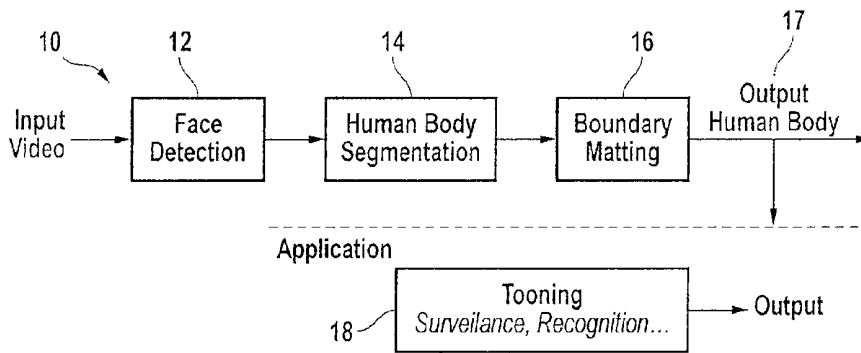 10
12
14
16
17
Input
Video
Face
Detection
Human Body
Segmentation
Boundary
Matting
Output
Human Body
Application
Tooning
Surveilance, Recognition...
18
Output